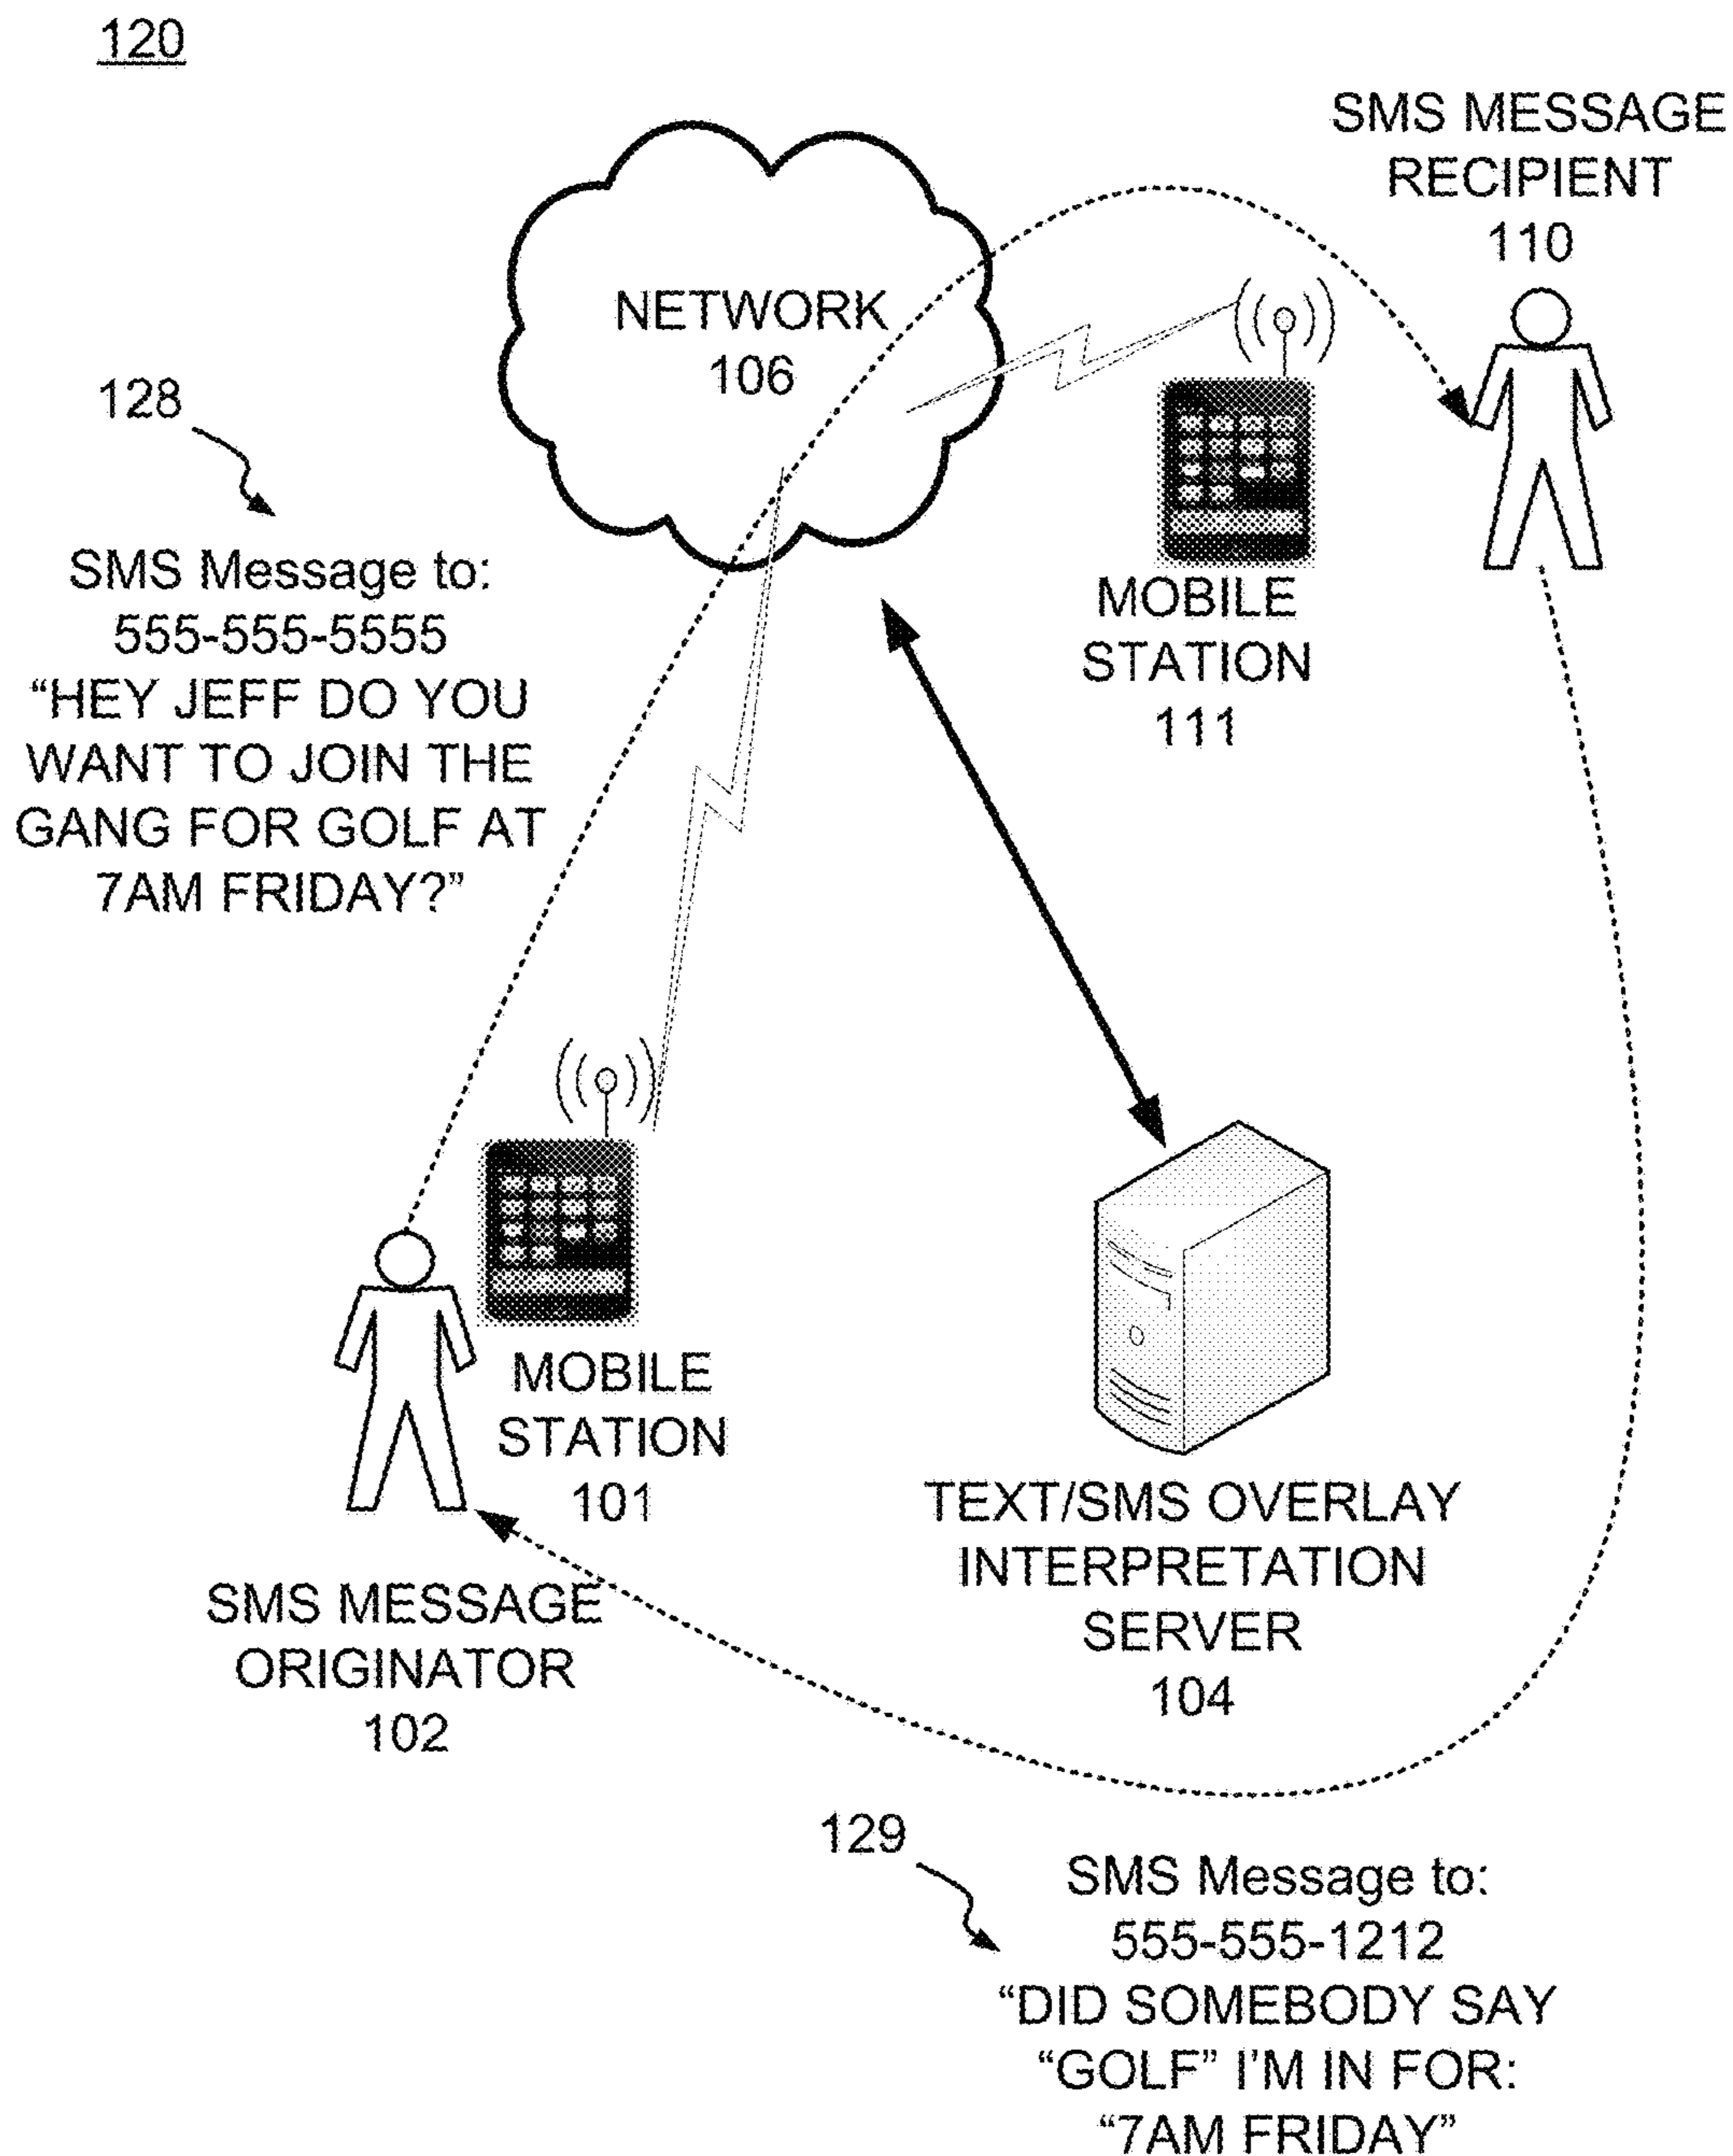 120
SMS MESSAGE
RECIPIENT
110
NETWORK
106
128
SMS Message to:
555-555-5555
“HEY JEFF DO YOU
WANT TO JOIN THE
GANG FOR GOLF AT
7AM FRIDAY?”
MOBILE
STATION
111
MOBILE
STATION
101
SMS MESSAGE
ORIGINATOR
102
TEXT/SMS OVERLAY
INTERPRETATION
SERVER
104
129
SMS Message to:
555-555-1212
“DID SOMEBODY SAY
“GOLF” I’M IN FOR:
“7AM FRIDAY”